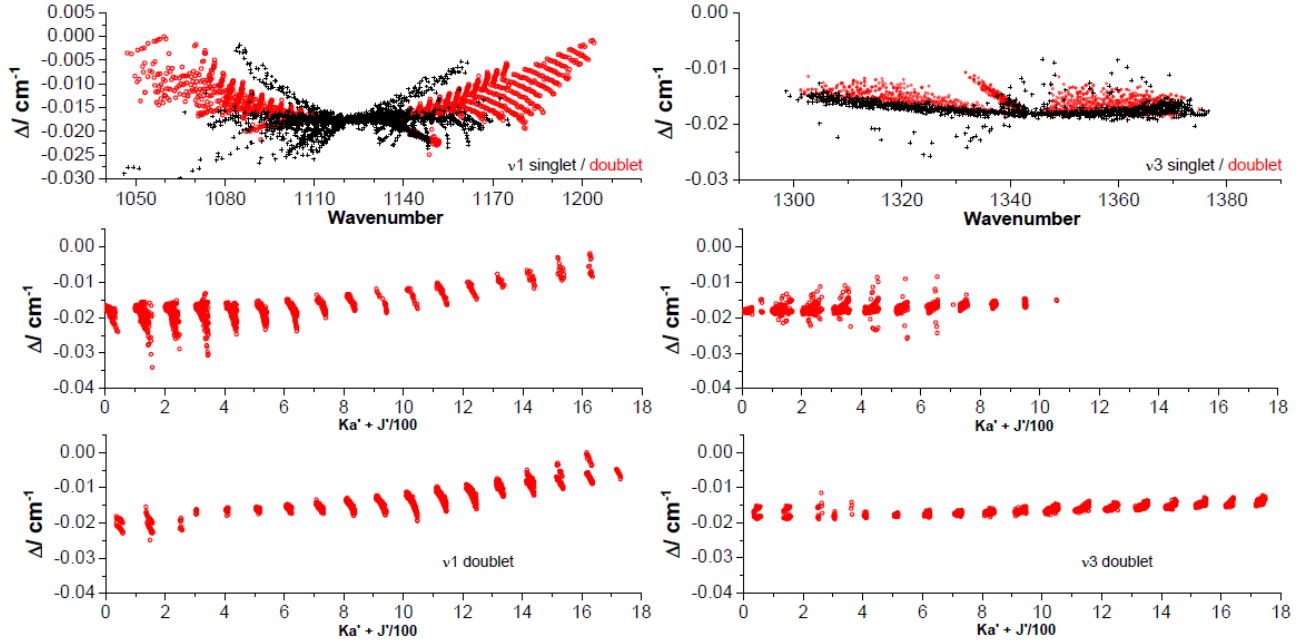 0.005
0.000
-0.005
-0.010
-0.015
-0.020
-0.025
-0.030
Δ/ cm⁻¹
1050 1080 1110 1140 1170 1200
Wavenumber
ν1 singlet / doublet
0.00
-0.01
-0.02
-0.03
Δ/ cm⁻¹
1300 1320 1340 1360 1380
Wavenumber
ν3 singlet / doublet
0.00
-0.01
-0.02
-0.03
-0.04
Δ/ cm⁻¹
0 2 4 6 8 10 12 14 16 18
Ka' + J'/100
0.00
-0.01
-0.02
-0.03
-0.04
Δ/ cm⁻¹
0 2 4 6 8 10 12 14 16 18
Ka' + J'/100
0.00
-0.01
-0.02
-0.03
-0.04
Δ/ cm⁻¹
0 2 4 6 8 10 12 14 16 18
Ka' + J'/100
ν1 doublet
0.00
-0.01
-0.02
-0.03
-0.04
Δ/ cm⁻¹
0 2 4 6 8 10 12 14 16 18
Ka' + J'/100
ν3 doublet